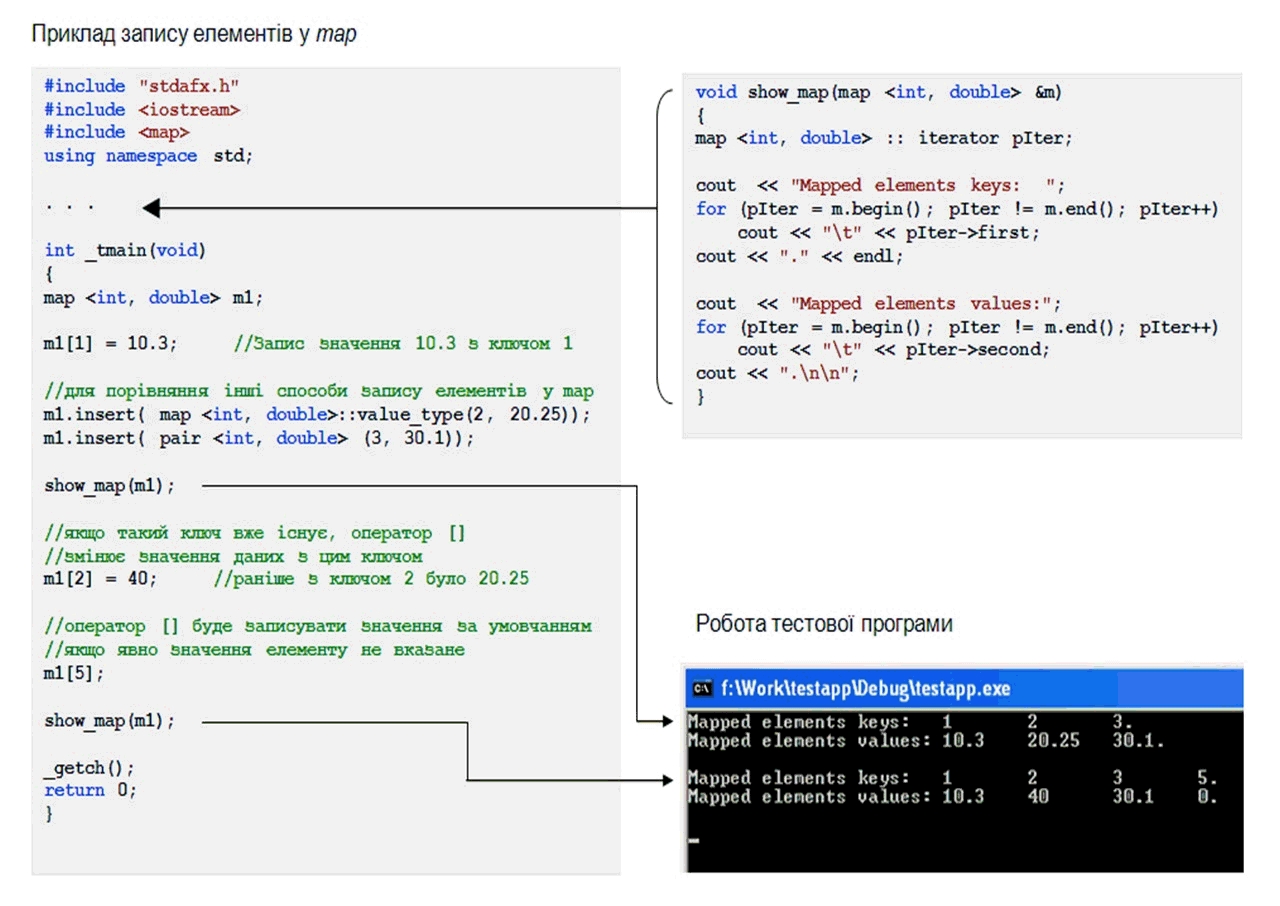 Приклад запису елементів у map
#include "stdafx.h"
#include <iostream>
#include <map>
using namespace std;
. . .
int _tmain(void)
{
map <int, double> m1;
m1[1] = 10.3; //Запис значення 10.3 з ключом 1
//для порівняння інші способи запису елементів у map
m1.insert( map <int, double>::value_type(2, 20.25));
m1.insert( pair <int, double> (3, 30.1));
show_map(m1);
//якщо такий ключ вже існує, оператор []
//змінює значення даних з цим ключом
m1[2] = 40; //раніше з ключом 2 було 20.25
//оператор [] буде записувати значення за умовчанням
//якщо явно значення елементу не вказане
m1[5];
show_map(m1);
_getch();
return 0;
}
void show_map(map <int, double> &m)
{
map <int, double> :: iterator pIter;
cout << "Mapped elements keys: ";
for (pIter = m.begin(); pIter != m.end(); pIter++)
cout << "\t" << pIter->first;
cout << "." << endl;
cout << "Mapped elements values:";
for (pIter = m.begin(); pIter != m.end(); pIter++)
cout << "\t" << pIter->second;
cout << ".\n\n";
}
Робота тестової програми
f:\Work\testapp\Debug\testapp.exe
Mapped elements keys: 1 2 3.
Mapped elements values: 10.3 20.25 30.1.
Mapped elements keys: 1 2 3 5.
Mapped elements values: 10.3 40 30.1 0.